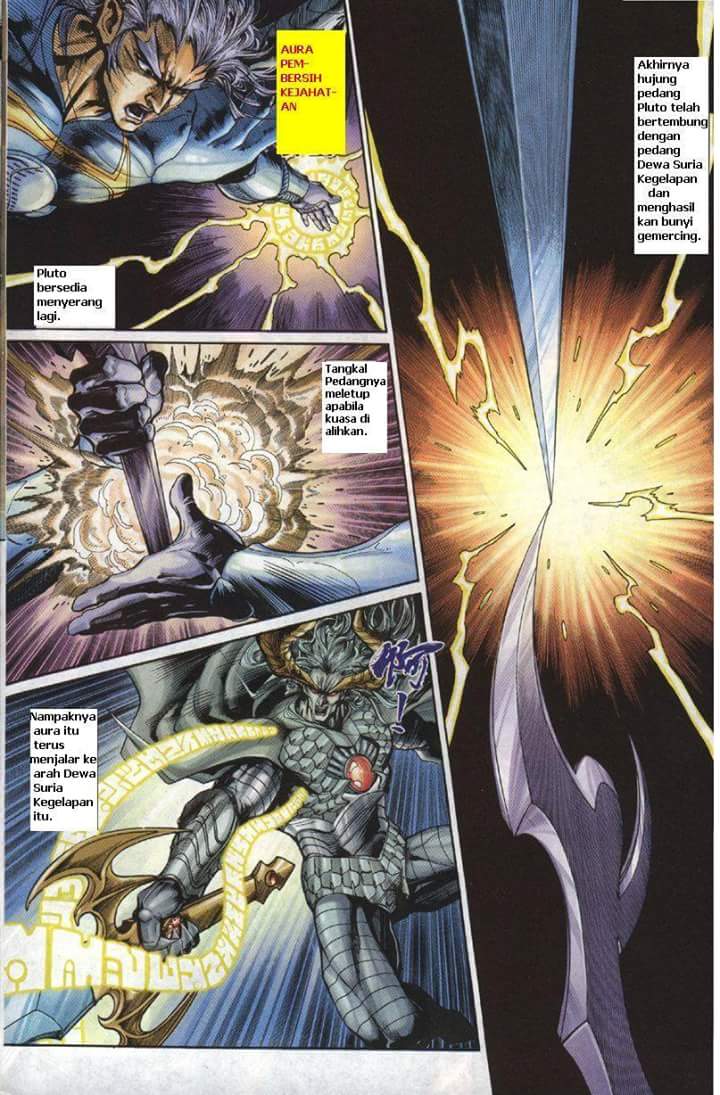 AURA
PEM-
BERSIH
KEJAHAT-
AN
Pluto
bersedia
menyerang
lagi.
Akhirnya
hujung
pedang
Pluto telah
bertembung
dengan
pedang
Dewa Suria
Kegelapan
dan
menghasil
kan bunyi
gemercing.
Tangkal
Pedangnya
meletup
apabila
kuasa di
alihkan.
Nampaknya
aura itu
terus
menjalar ke
arah Dewa
Suria
Kegelapan
itu.
啊!